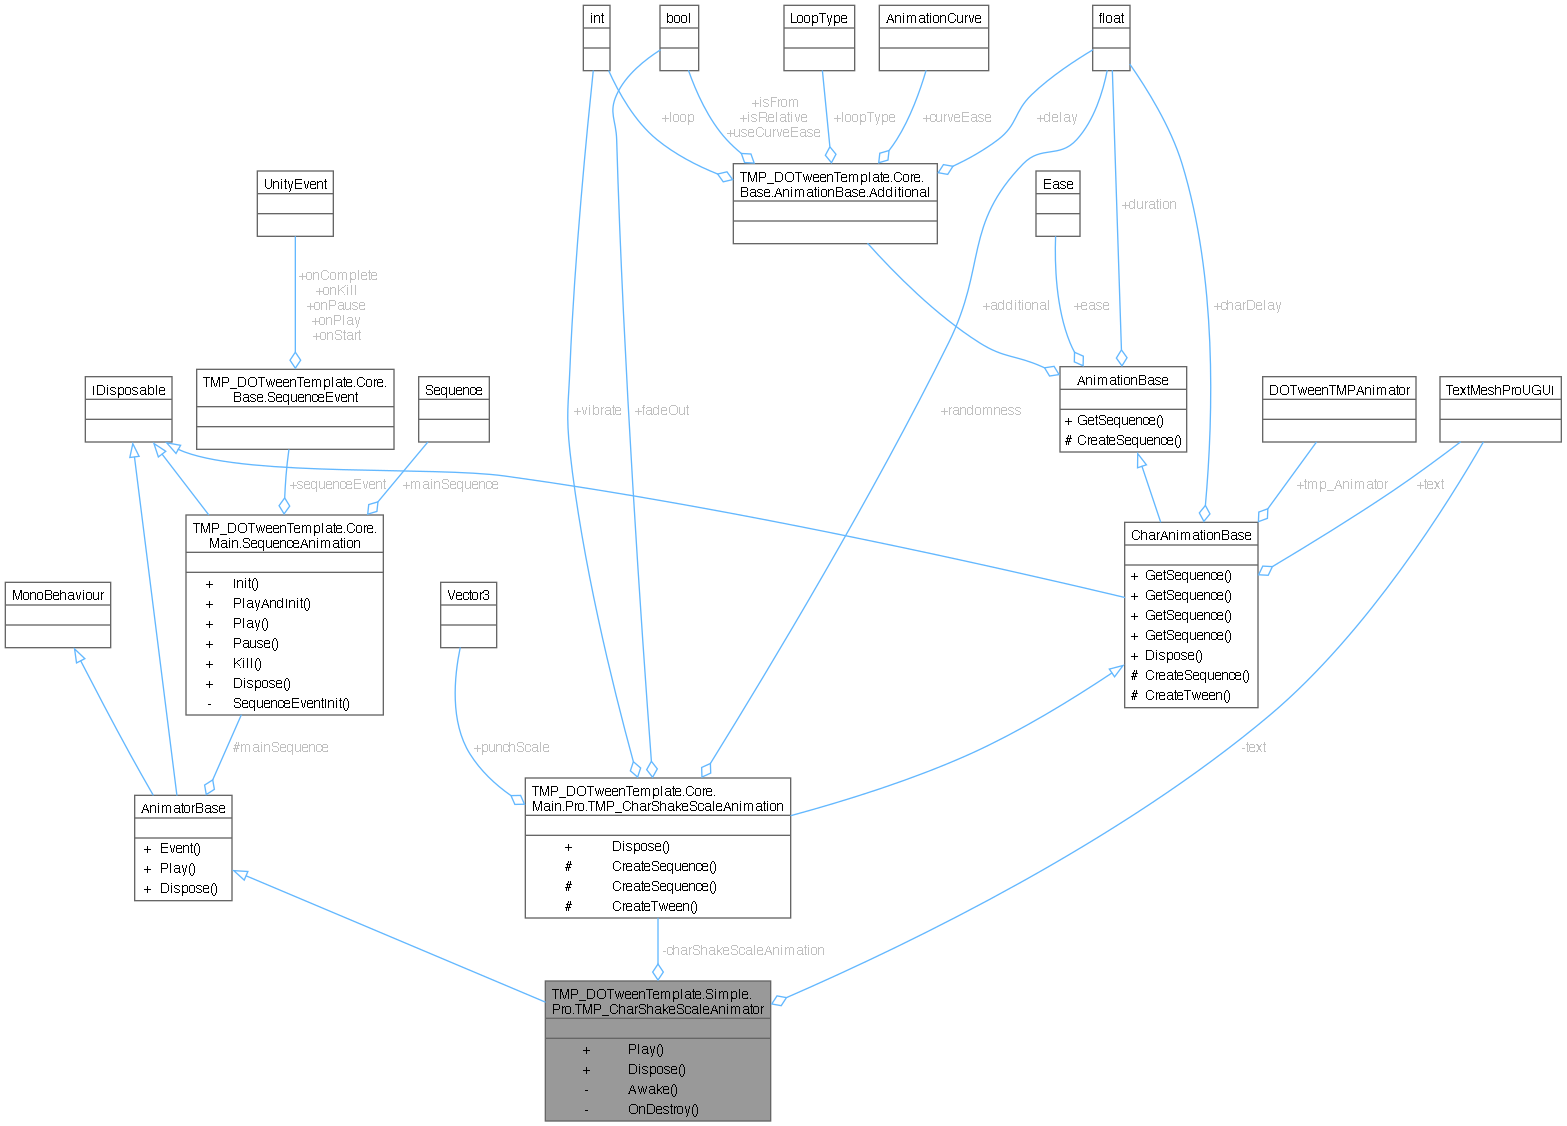 int
bool
LoopType
AnimationCurve
float
+loop
+isFrom
+isRelative
+useCurveEase
+loopType
+curveEase
+delay
UnityEvent
TMP_DOTweenTemplate.Core.
Base.AnimationBase.Additional
Ease
+duration
+onComplete
+onKill
+onPause
+onPlay
+onStart
+additional
+ease
+charDelay
IDisposable
TMP_DOTweenTemplate.Core.
Base.SequenceEvent
Sequence
+vibrate
+fadeOut
+randomness
AnimationBase
+ GetSequence()
# CreateSequence()
DOTweenTMPAnimator
TextMeshProUGUI
+sequenceEvent
+mainSequence
+tmp_Animator
+text
TMP_DOTweenTemplate.Core.
Main.SequenceAnimation
+ Init()
+ PlayAndInit()
+ Play()
+ Pause()
+ Kill()
+ Dispose()
- SequenceEventInit()
CharAnimationBase
+ GetSequence()
+ GetSequence()
+ GetSequence()
+ GetSequence()
+ Dispose()
# CreateSequence()
# CreateTween()
MonoBehaviour
Vector3
#mainSequence
+punchScale
-text
AnimatorBase
+ Event()
+ Play()
+ Dispose()
TMP_DOTweenTemplate.Core.
Main.Pro.TMP_CharShakeScaleAnimation
+ Dispose()
# CreateSequence()
# CreateSequence()
# CreateTween()
-charShakeScaleAnimation
TMP_DOTweenTemplate.Simple.
Pro.TMP_CharShakeScaleAnimator
+ Play()
+ Dispose()
- Awake()
- OnDestroy()